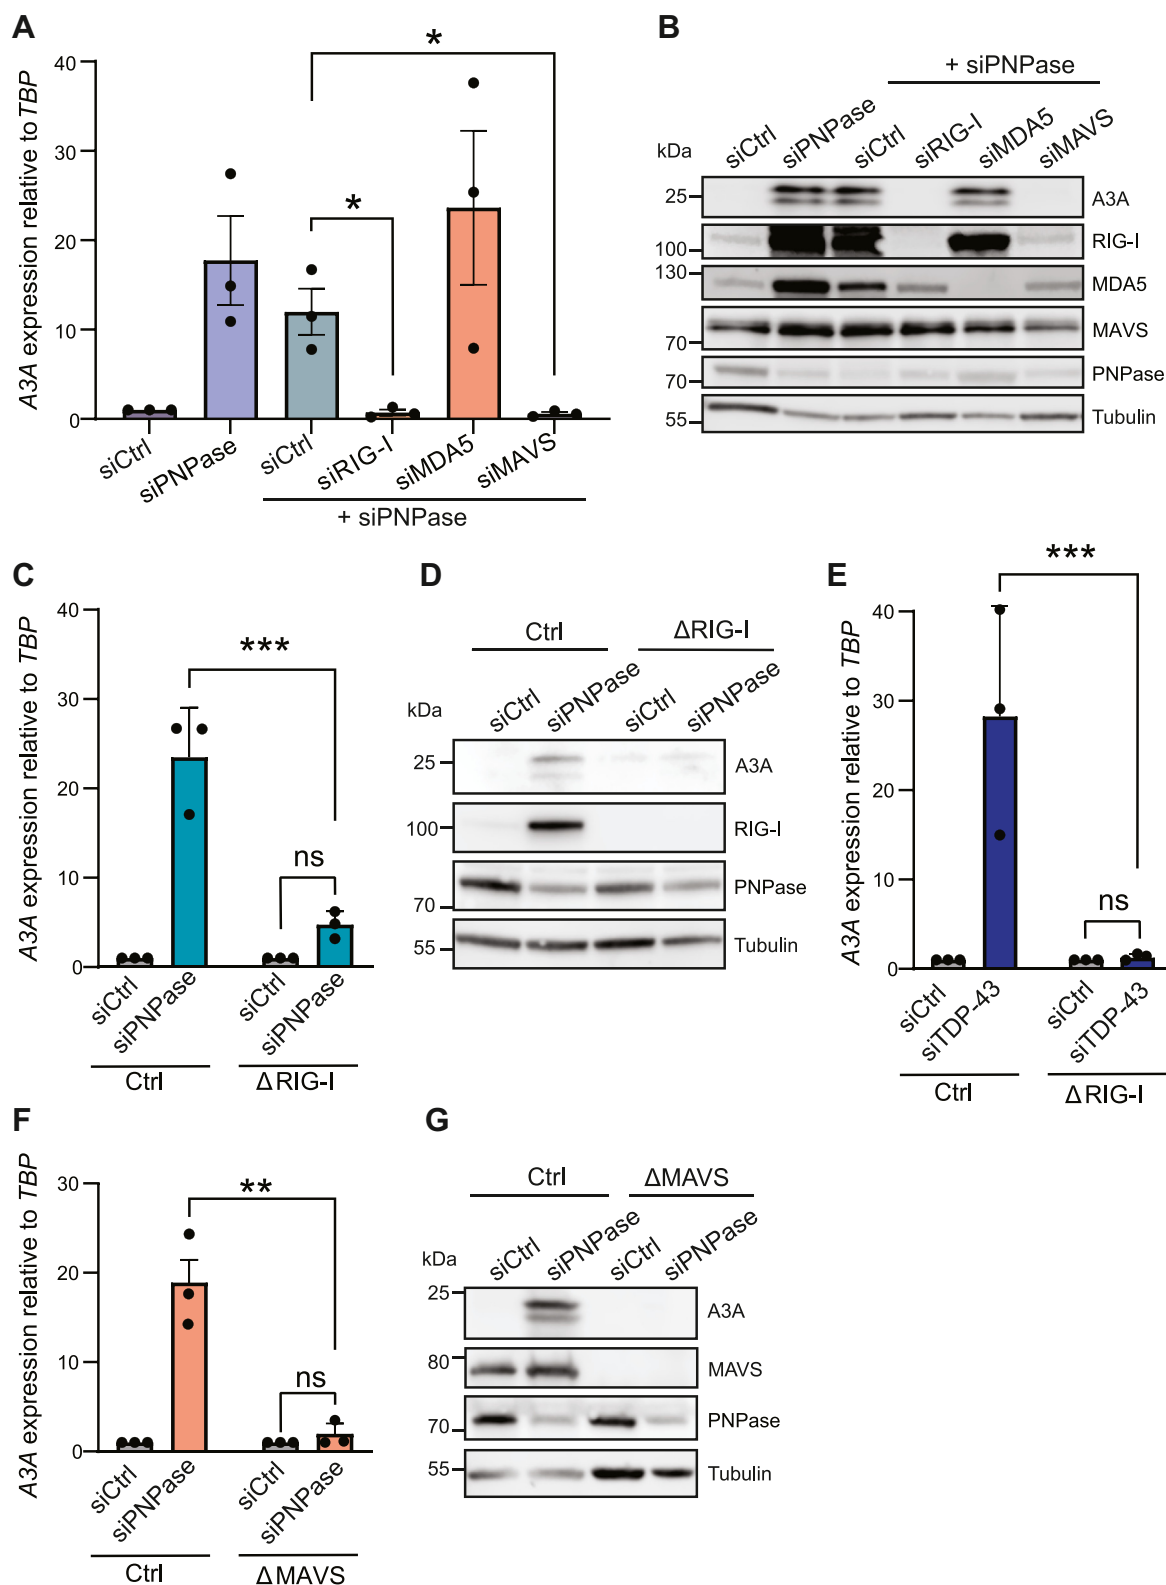 A
A3A expression relative to TBP
40
30
20
10
0
*
*
siCtrl
siPNPase
siCtrl
siRIG-I
siMDA5
siMAVS
+ siPNPase
B
+ siPNPase
kDa
siCtrl
siPNPase
siCtrl
siRIG-I
siMDA5
siMAVS
25
A3A
100
RIG-I
130
MDA5
70
MAVS
70
PNPase
55
Tubulin
C
A3A expression relative to TBP
40
30
20
10
0
***
ns
siCtrl
siPNPase
siCtrl
siPNPase
Ctrl
ΔRIG-I
D
Ctrl
ΔRIG-I
kDa
siCtrl
siPNPase
siCtrl
siPNPase
25
A3A
100
RIG-I
70
PNPase
55
Tubulin
E
A3A expression relative to TBP
40
30
20
10
0
***
ns
siCtrl
siTDP-43
siCtrl
siTDP-43
Ctrl
ΔRIG-I
F
A3A expression relative to TBP
30
20
10
0
**
ns
siCtrl
siPNPase
siCtrl
siPNPase
Ctrl
ΔMAVS
G
Ctrl
ΔMAVS
kDa
siCtrl
siPNPase
siCtrl
siPNPase
25
A3A
80
MAVS
70
PNPase
55
Tubulin